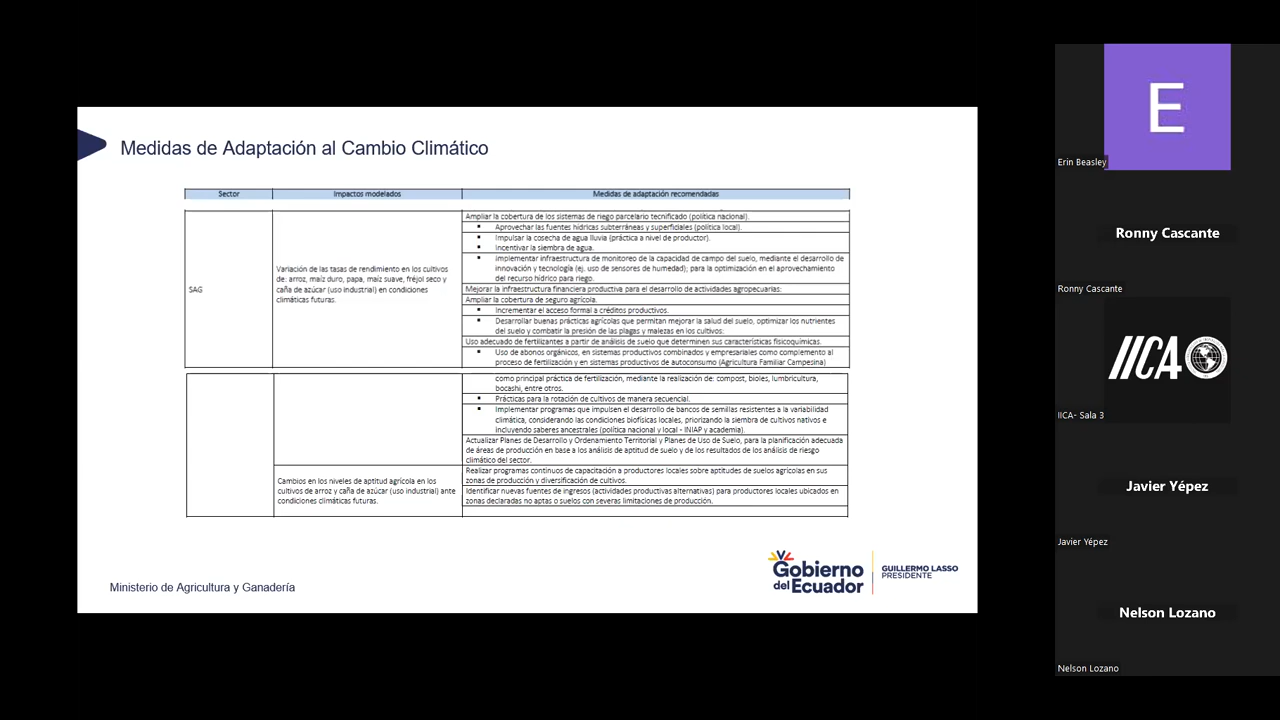 Medidas de Adaptación al Cambio Climático
Sector
Impactos modelados
Medidas de adaptación recomendadas
SAG
Variación de las tasas de rendimiento en los cultivos
de: arroz, maíz duro, papa, maíz suave, fréjol seco y
caña de azúcar (uso industrial) en condiciones
climáticas futuras.
Ampliar la cobertura de los sistemas de riego parcelario tecnificado (política nacional).
▪ Aprovechar las fuentes hídricas subterráneas y superficiales (política local).
▪ Impulsar la cosecha de agua lluvia (práctica a nivel de productor).
▪ Incentivar la siembra de agua.
▪ Implementar infraestructura de monitoreo de la capacidad de campo del suelo, mediante el desarrollo de
innovación y tecnología (ej. uso de sensores de humedad); para la optimización en el aprovechamiento
del recurso hídrico para riego.
Mejorar la infraestructura financiera productiva para el desarrollo de actividades agropecuarias:
Ampliar la cobertura de seguro agrícola.
▪ Incrementar el acceso formal a créditos productivos.
▪ Desarrollar buenas prácticas agrícolas que permitan mejorar la salud del suelo, optimizar los nutrientes
del suelo y combatir la presión de las plagas y malezas en los cultivos:
Uso adecuado de fertilizantes a partir de análisis de suelo que determinen sus características fisicoquímicas.
▪ Uso de abonos orgánicos, en sistemas productivos combinados y empresariales como complemento al
proceso de fertilización y en sistemas productivos de autoconsumo (Agricultura Familiar Campesina)
como principal práctica de fertilización, mediante la realización de: compost, bioles, lumbricultura,
bocashi, entre otros.
▪ Prácticas para la rotación de cultivos de manera secuencial.
▪ Implementar programas que impulsen el desarrollo de bancos de semillas resistentes a la variabilidad
climática, considerando las condiciones biofísicas locales, priorizando la siembra de cultivos nativos e
incluyendo saberes ancestrales (política nacional y local - INIAP y academia).
Actualizar Planes de Desarrollo y Ordenamiento Territorial y Planes de Uso de Suelo, para la planificación adecuada
de áreas de producción en base a los análisis de aptitud de suelo y de los resultados de los análisis de riesgo
climático del sector.
Cambios en los niveles de aptitud agrícola en los
cultivos de arroz y caña de azúcar (uso industrial) ante
condiciones climáticas futuras.
Realizar programas continuos de capacitación a productores locales sobre aptitudes de suelos agrícolas en sus
zonas de producción y diversificación de cultivos.
Identificar nuevas fuentes de ingresos (actividades productivas alternativas) para productores locales ubicados en
zonas declaradas no aptas o suelos con severas limitaciones de producción.
Ministerio de Agricultura y Ganadería
Gobierno
del Ecuador
GUILLERMO LASSO
PRESIDENTE
E
Erin Beasley
Ronny Cascante
Ronny Cascante
IICA
IICA- Sala 3
Javier Yépez
Javier Yépez
Nelson Lozano
Nelson Lozano